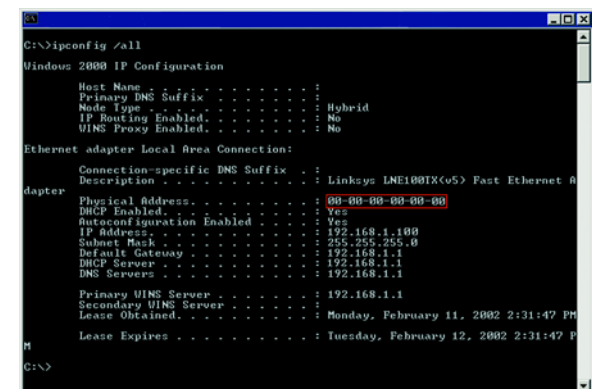 C:\>ipconfig /all
Windows 2000 IP Configuration
Host Name . . . . . . . . . . . . :
Primary DNS Suffix . . . . . . . :
Node Type . . . . . . . . . . . . : Hybrid
IP Routing Enabled. . . . . . . . : No
WINS Proxy Enabled. . . . . . . . : No
Ethernet adapter Local Area Connection:
Connection-specific DNS Suffix . :
Description . . . . . . . . . . . : Linksys LNE100TX(v5) Fast Ethernet A
dapter
Physical Address. . . . . . . . . : 00-00-00-00-00-00
DHCP Enabled. . . . . . . . . . . : Yes
Autoconfiguration Enabled . . . . : Yes
IP Address. . . . . . . . . . . . : 192.168.1.100
Subnet Mask . . . . . . . . . . . : 255.255.255.0
Default Gateway . . . . . . . . . : 192.168.1.1
DHCP Server . . . . . . . . . . . : 192.168.1.1
DNS Servers . . . . . . . . . . . : 192.168.1.1
Primary WINS Server . . . . . . . : 192.168.1.1
Secondary WINS Server . . . . . . :
Lease Obtained. . . . . . . . . . : Monday, February 11, 2002 2:31:47 PM
Lease Expires . . . . . . . . . . : Tuesday, February 12, 2002 2:31:47 P
M
C:\>